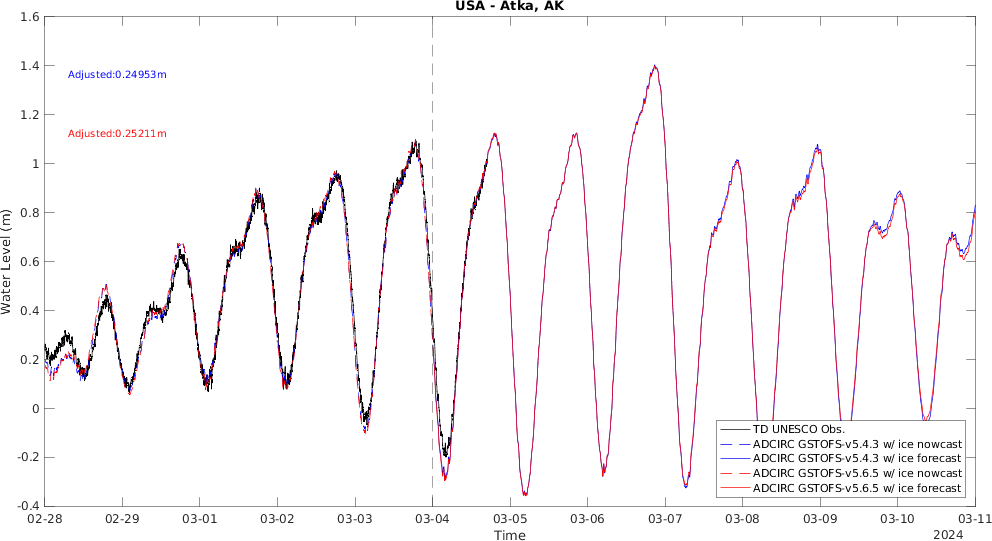 USA - Atka, AK
1.6
1.4
1.2
1
0.8
0.6
0.4
0.2
0
-0.2
-0.4
Water Level (m)
Adjusted:0.24953m
Adjusted:0.25211m
TD UNESCO Obs.
ADCIRC GSTOFS-v5.4.3 w/ ice nowcast
ADCIRC GSTOFS-v5.4.3 w/ ice forecast
ADCIRC GSTOFS-v5.6.5 w/ ice nowcast
ADCIRC GSTOFS-v5.6.5 w/ ice forecast
02-28 02-29 03-01 03-02 03-03 03-04 03-05 03-06 03-07 03-08 03-09 03-10 03-11
Time
2024